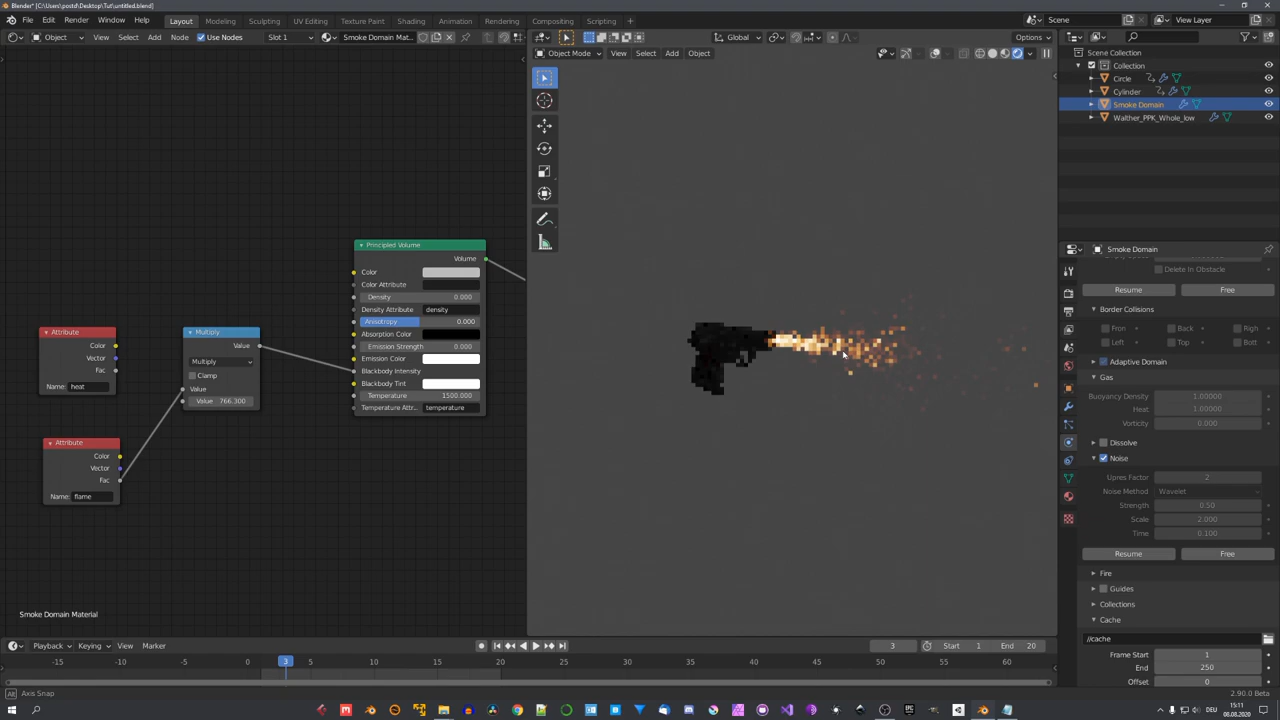 Blender* [C:\Users\postd\Desktop\Tut\untitled.blend]
File Edit Render Window Help
Layout Modeling Sculpting UV Editing Texture Paint Shading Animation Rendering Compositing Scripting +
Scene View Layer
Object View Select Add Node Use Nodes Slot 1 Smoke Domain Mat...
Global Options
Object Mode View Select Add Object
Scene Collection
Collection
Circle
Cylinder
Smoke Domain
Walther_PPK_Whole_low
Principled Volume
Volume
Color
Color Attribute
Density 0.000
Density Attribute density
Anisotropy 0.000
Absorption Color
Emission Strength 0.000
Emission Color
Blackbody Intensity
Blackbody Tint
Temperature 1500.000
Temperature Attr... temperature
Attribute
Color
Vector
Fac
Name: heat
Multiply
Value
Multiply
Clamp
Value
Value 766.300
Attribute
Color
Vector
Fac
Name: flame
Smoke Domain Material
Smoke Domain
Delete In Obstacle
Resume Free
Border Collisions
Fron Back Righ
Left Top Bott
Adaptive Domain
Gas
Buoyancy Density 1.00000
Heat 1.00000
Vorticity 0.000
Dissolve
Noise
Upres Factor 2
Noise Method Wavelet
Strength 0.50
Scale 2.000
Time 0.100
Resume Free
Fire
Guides
Collections
Cache
//cache
Frame Start 1
End 250
Offset 0
Playback Keying View Marker 3 Start 1 End 20
-15 -10 -5 0 3 5 10 15 20 25 30 35 40 45 50 55 60
Axis Snap 2.90.0 Beta
DEU 15:11
08.08.2020